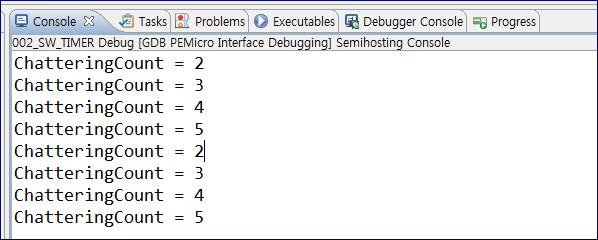 Console Tasks Problems Executables Debugger Console Progress
002_SW_TIMER Debug [GDB PEMicro Interface Debugging] Semihosting Console
ChatteringCount = 2
ChatteringCount = 3
ChatteringCount = 4
ChatteringCount = 5
ChatteringCount = 2
ChatteringCount = 3
ChatteringCount = 4
ChatteringCount = 5